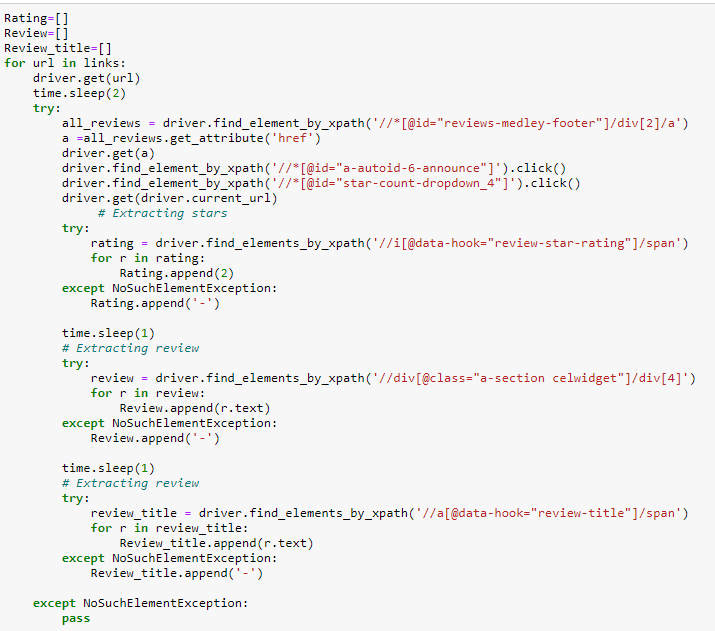 Rating=[]
Review=[]
Review_title=[]
for url in links:
    driver.get(url)
    time.sleep(2)
    try:
        all_reviews = driver.find_element_by_xpath('//*[@id="reviews-medley-footer"]/div[2]/a')
        a =all_reviews.get_attribute('href')
        driver.get(a)
        driver.find_element_by_xpath('//*[@id="a-autoid-6-announce"]').click()
        driver.find_element_by_xpath('//*[@id="star-count-dropdown_4"]').click()
        driver.get(driver.current_url)
             # Extracting stars
        try:
            rating = driver.find_elements_by_xpath('//i[@data-hook="review-star-rating"]/span')
            for r in rating:
                Rating.append(2)
        except NoSuchElementException:
            Rating.append('-')

        time.sleep(1)
        # Extracting review
        try:
            review = driver.find_elements_by_xpath('//div[@class="a-section celwidget"]/div[4]')
            for r in review:
                Review.append(r.text)
        except NoSuchElementException:
            Review.append('-')

        time.sleep(1)
        # Extracting review
        try:
            review_title = driver.find_elements_by_xpath('//a[@data-hook="review-title"]/span')
            for r in review_title:
                Review_title.append(r.text)
        except NoSuchElementException:
            Review_title.append('-')

    except NoSuchElementException:
        pass